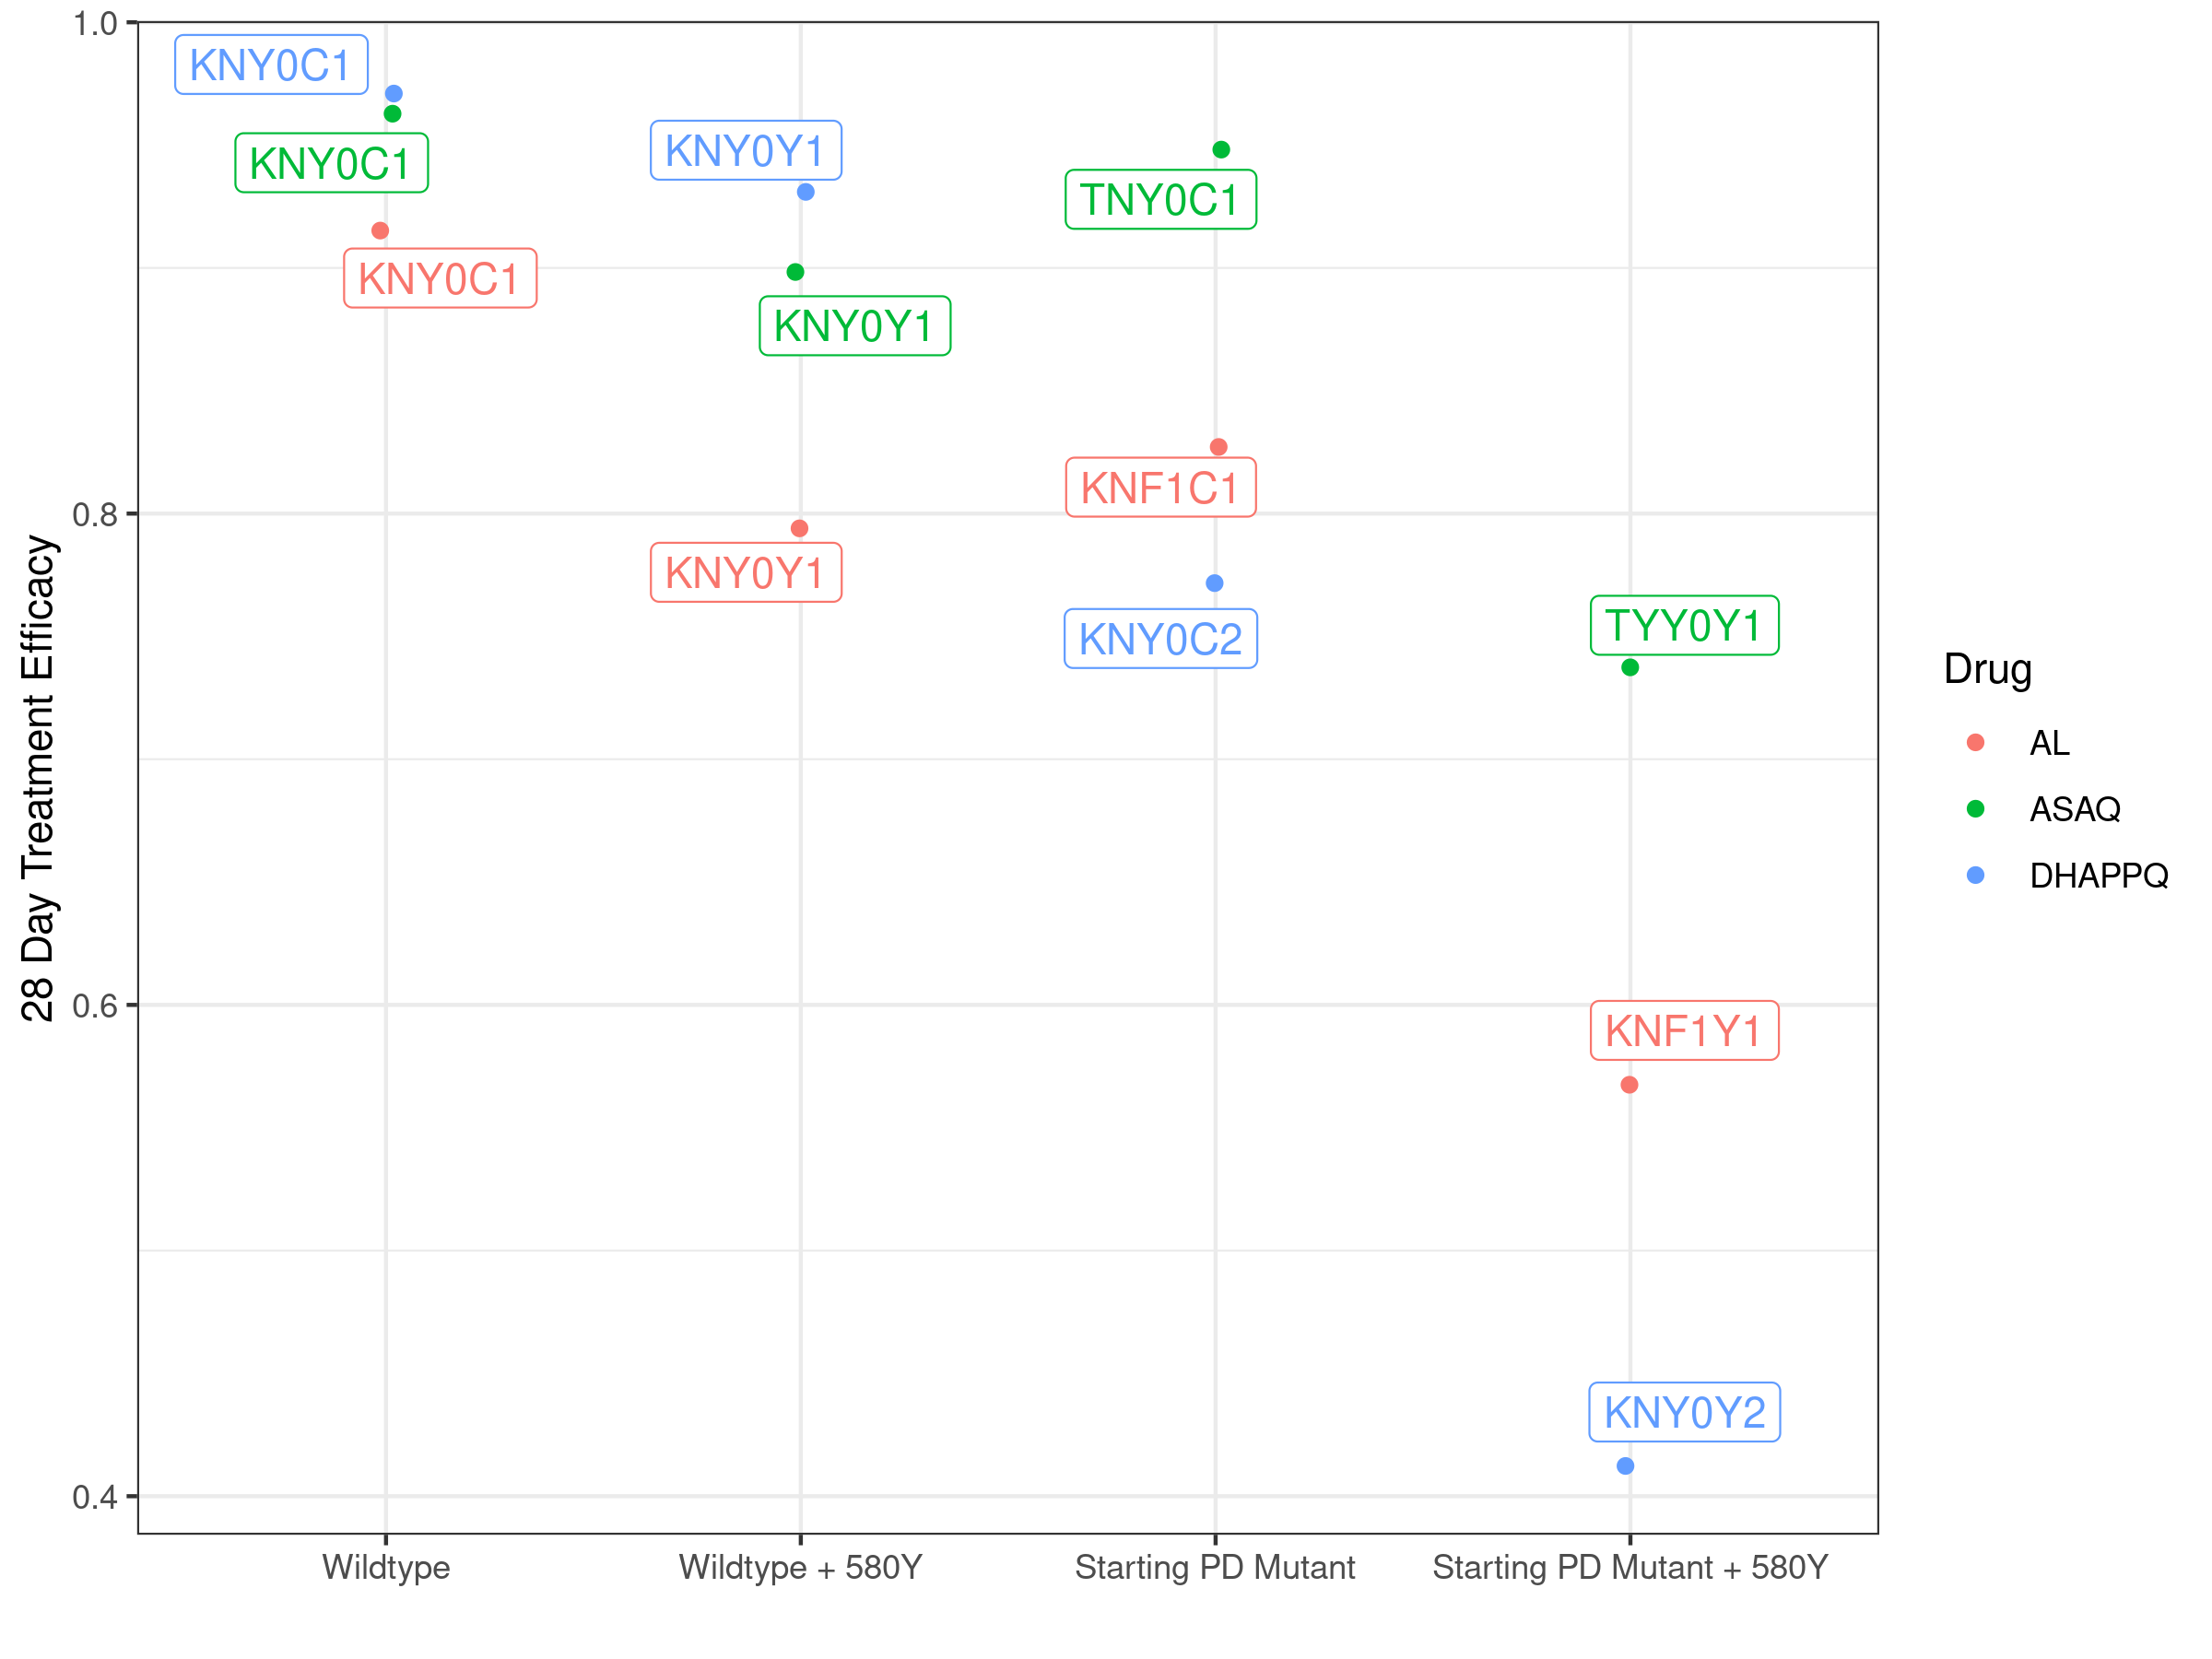 1.0
0.8
0.6
0.4
28 Day Treatment Efficacy
KNY0C1
KNY0C1
KNY0C1
KNY0Y1
KNY0Y1
KNY0Y1
TNY0C1
KNF1C1
KNY0C2
TYY0Y1
KNF1Y1
KNY0Y2
Wildtype
Wildtype + 580Y
Starting PD Mutant
Starting PD Mutant + 580Y
Drug
AL
ASAQ
DHAPPQ